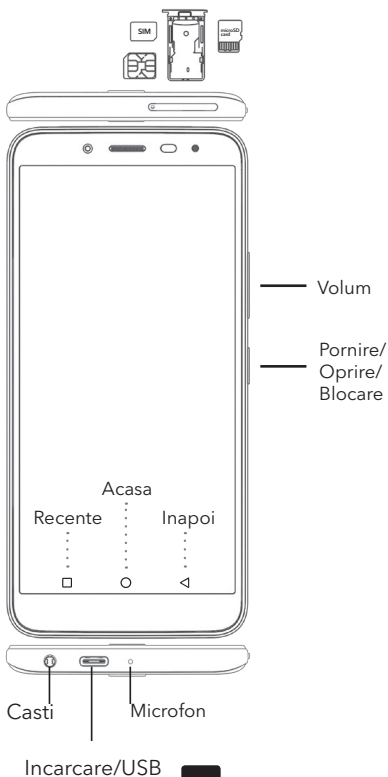 SIM
microSD
card
Volum
Pornire/
Oprire/
Blocare
Acasa
Recente
Inapoi
Casti
Microfon
Incarcare/USB